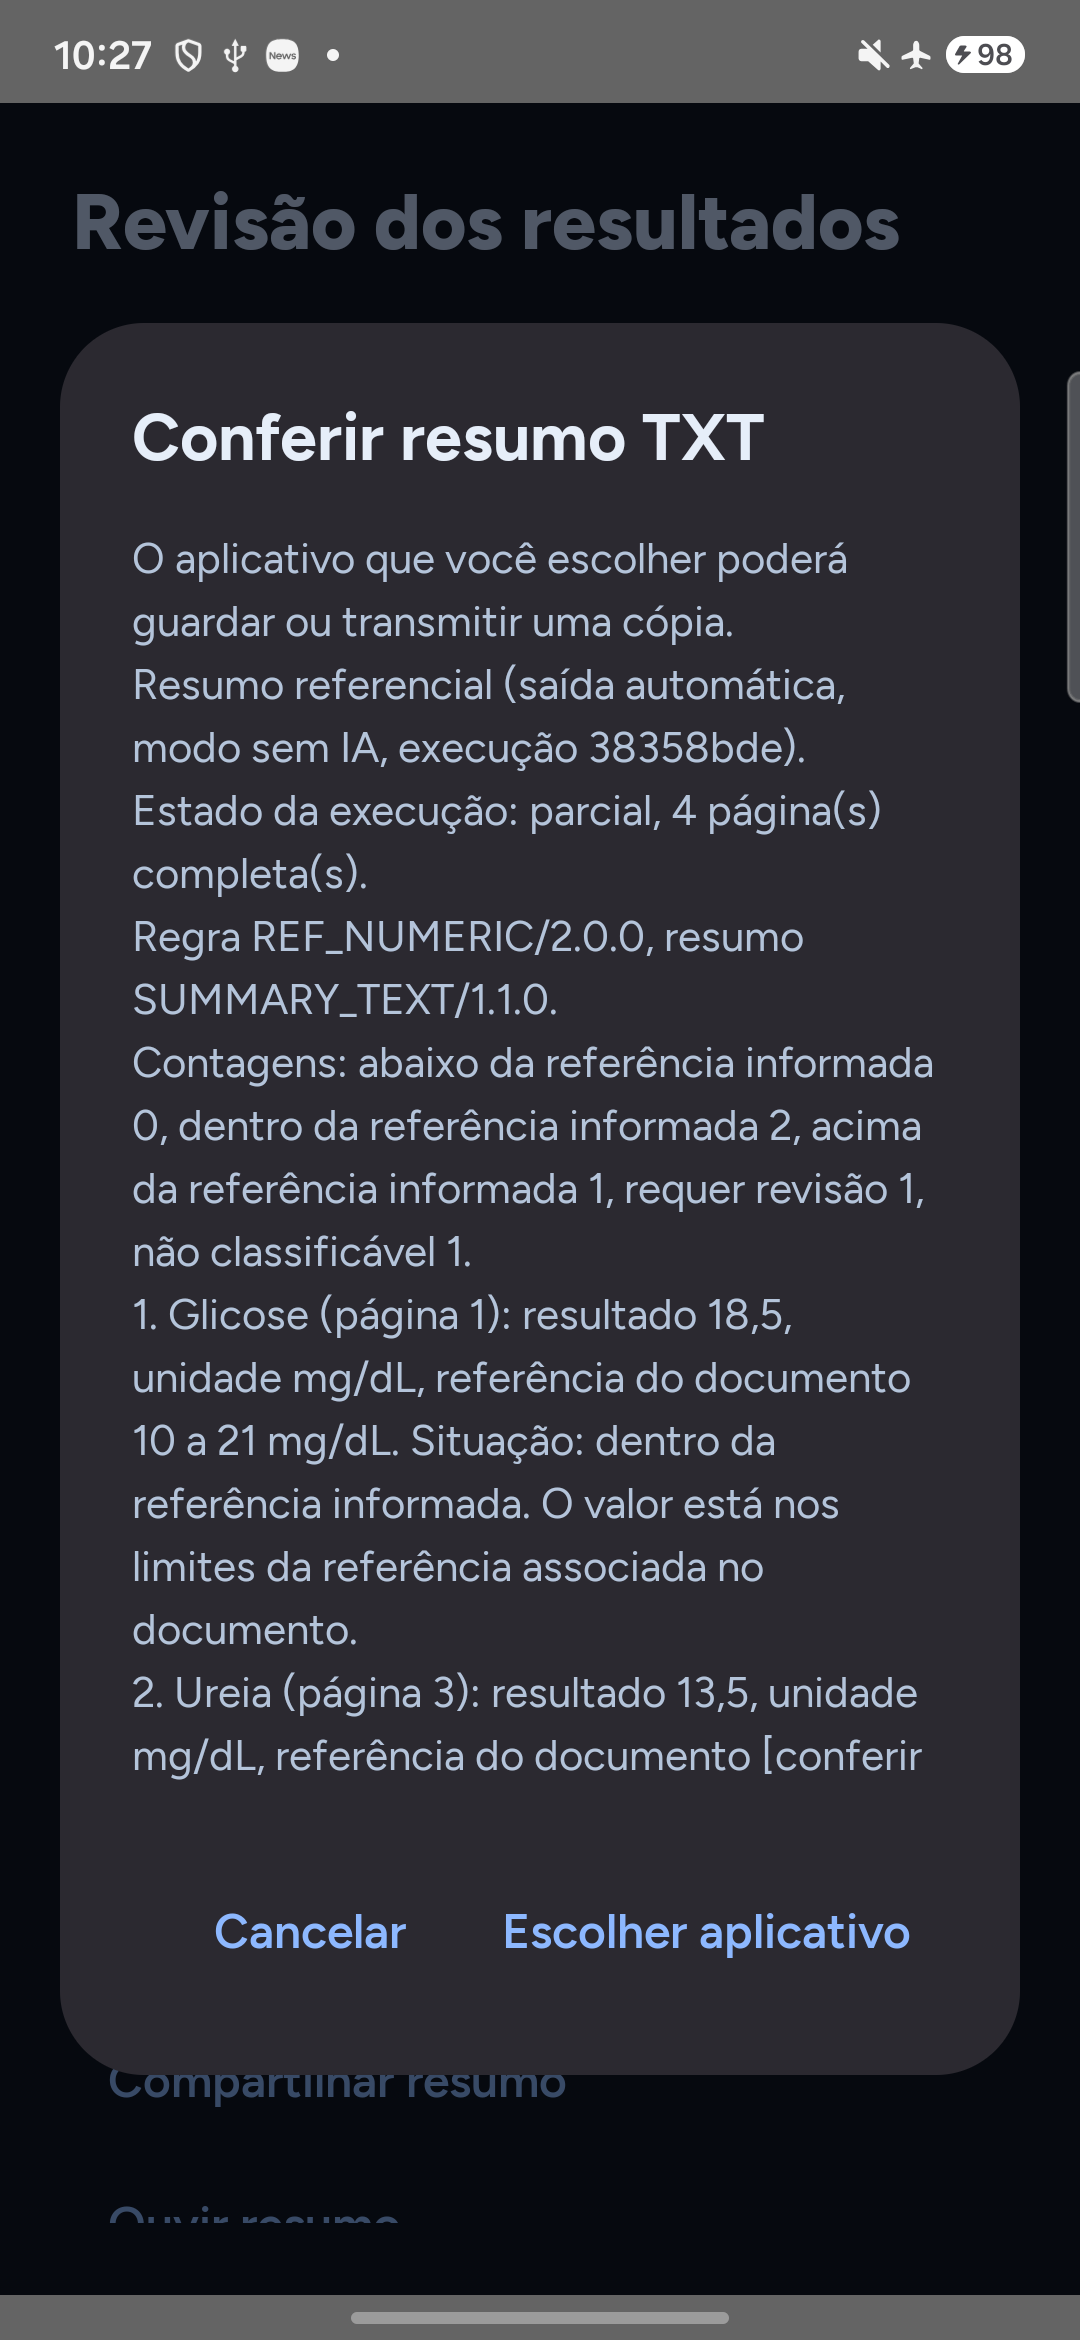 10:27
News
98
Revisão dos resultados
Conferir resumo TXT
O aplicativo que você escolher poderá
guardar ou transmitir uma cópia.
Resumo referencial (saída automática,
modo sem IA, execução 38358bde).
Estado da execução: parcial, 4 página(s)
completa(s).
Regra REF_NUMERIC/2.0.0, resumo
SUMMARY_TEXT/1.1.0.
Contagens: abaixo da referência informada
0, dentro da referência informada 2, acima
da referência informada 1, requer revisão 1,
não classificável 1.
1. Glicose (página 1): resultado 18,5,
unidade mg/dL, referência do documento
10 a 21 mg/dL. Situação: dentro da
referência informada. O valor está nos
limites da referência associada no
documento.
2. Ureia (página 3): resultado 13,5, unidade
mg/dL, referência do documento [conferir
Cancelar
Escolher aplicativo
Compartilhar resumo
Ouvir resumo